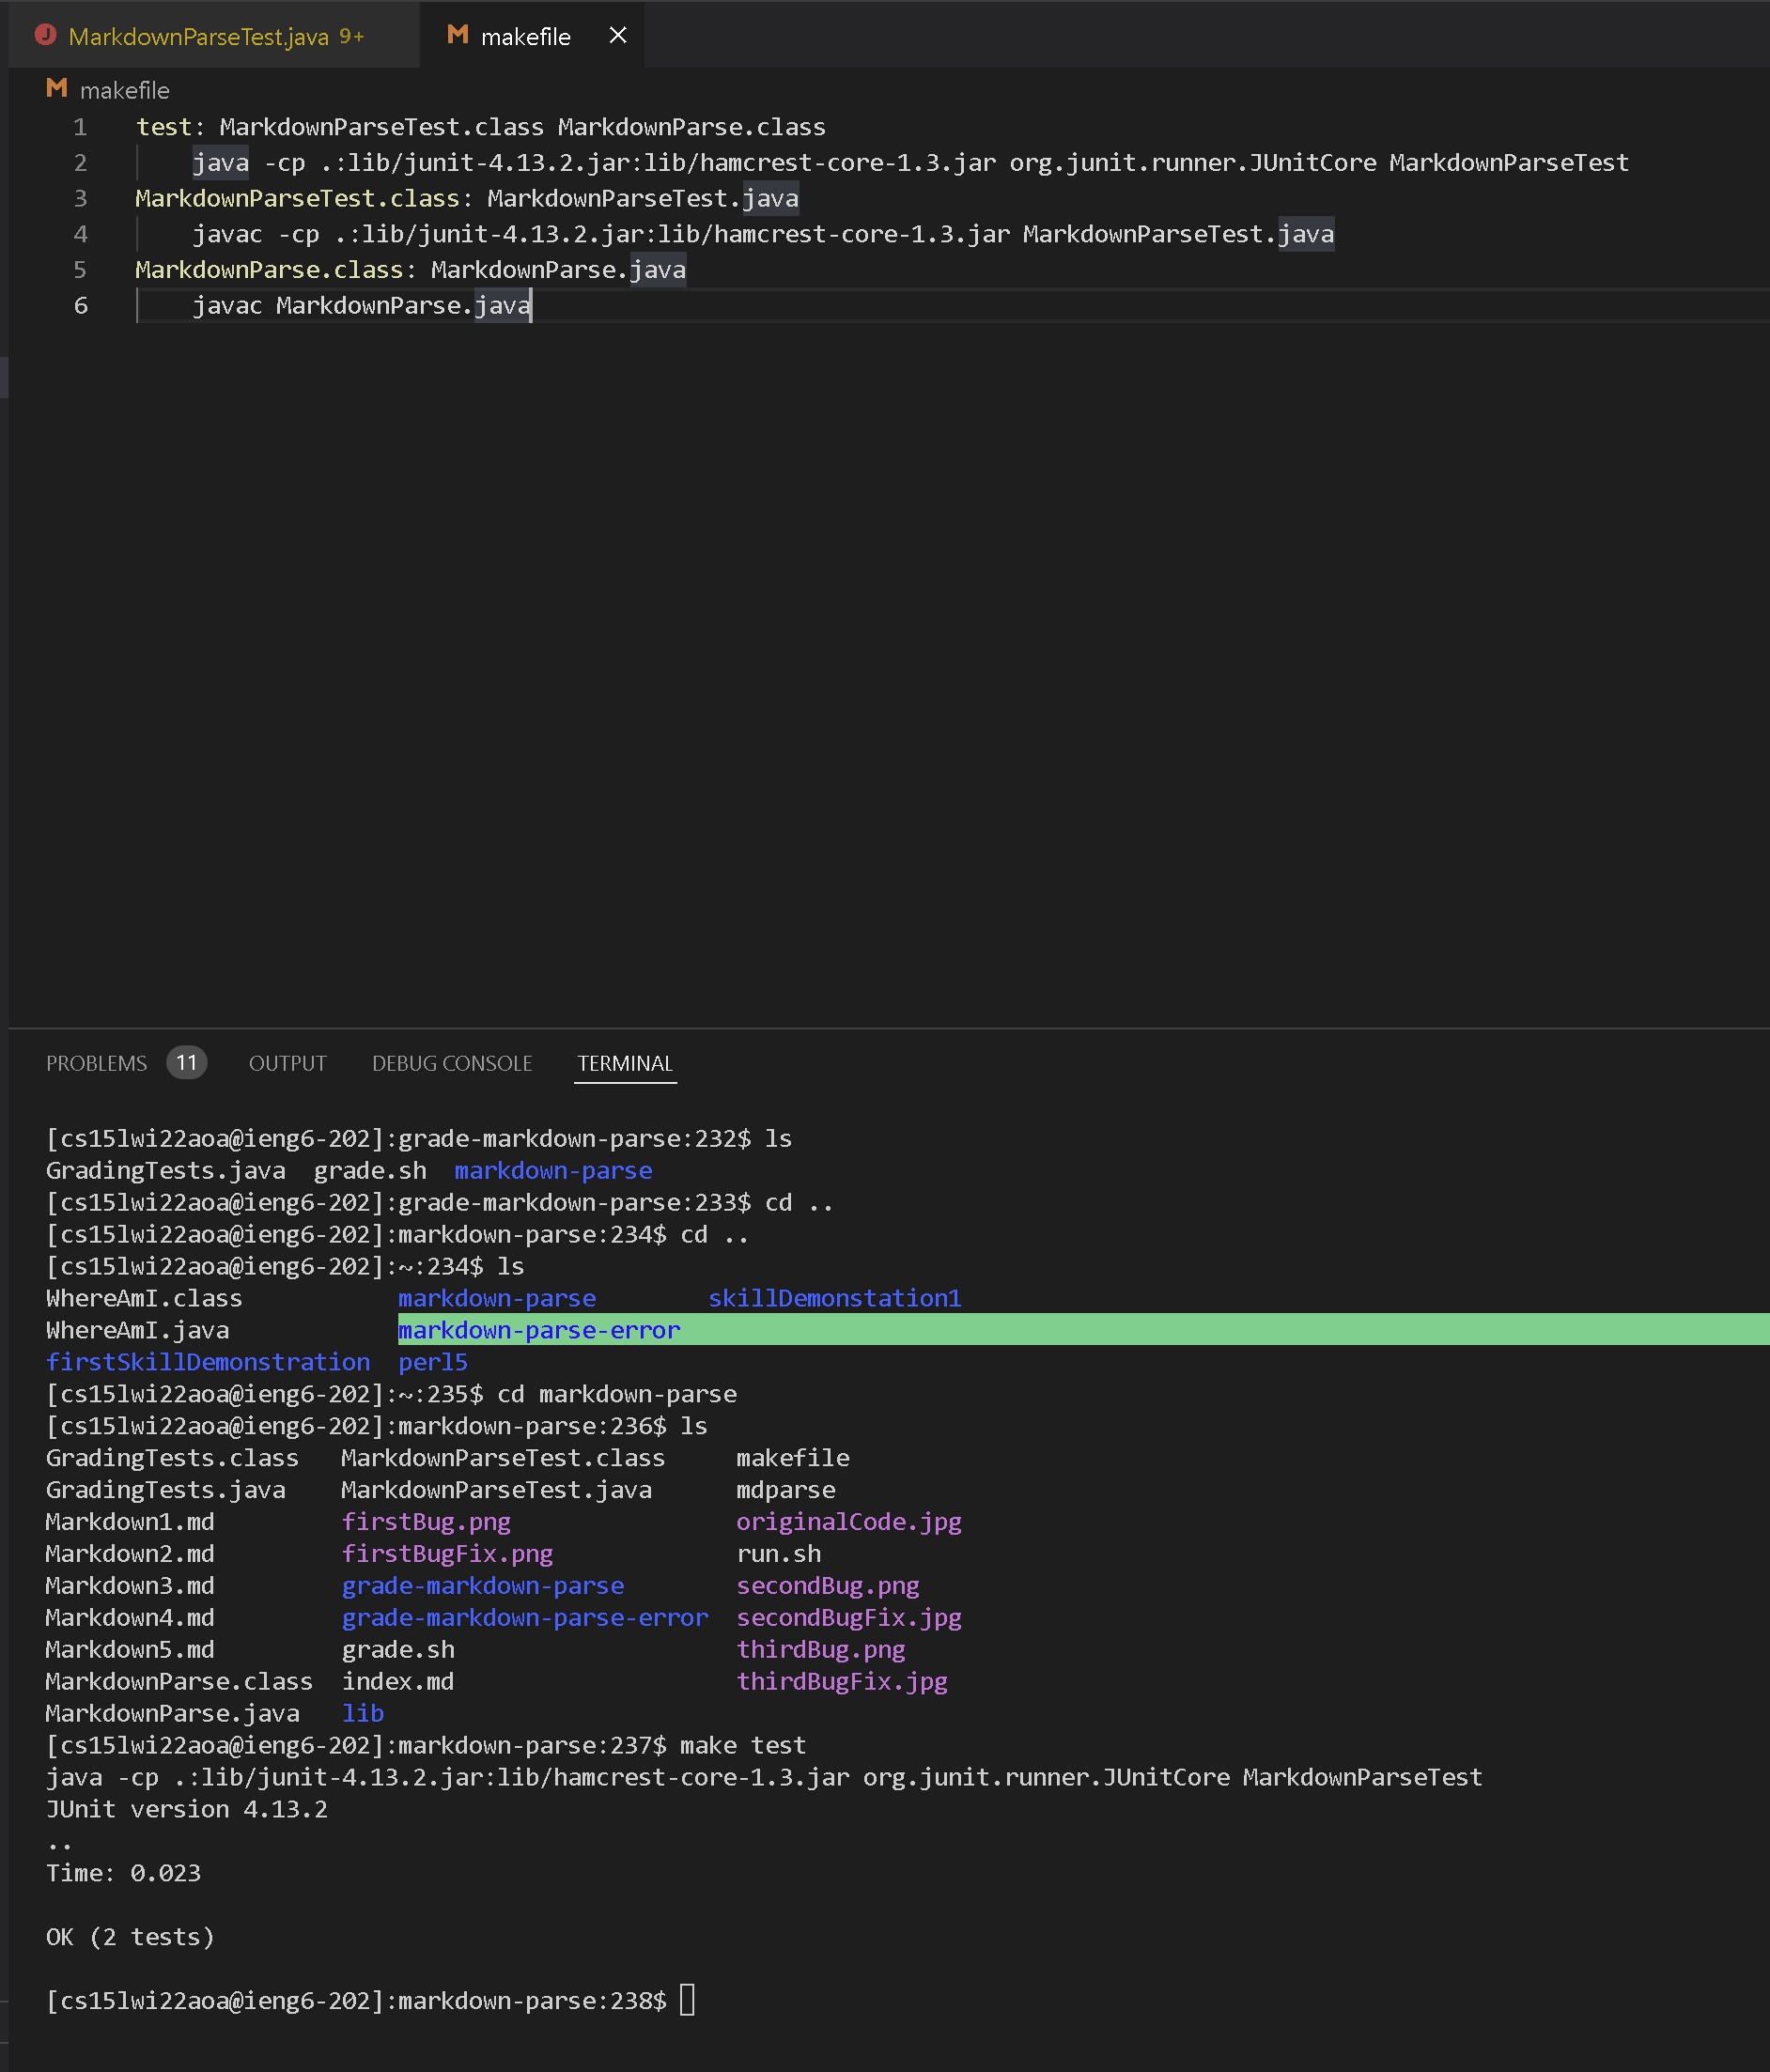 MarkdownParseTest.java 9+ makefile
makefile
1 test: MarkdownParseTest.class MarkdownParse.class
2 java -cp .:lib/junit-4.13.2.jar:lib/hamcrest-core-1.3.jar org.junit.runner.JUnitCore MarkdownParseTest
3 MarkdownParseTest.class: MarkdownParseTest.java
4 javac -cp .:lib/junit-4.13.2.jar:lib/hamcrest-core-1.3.jar MarkdownParseTest.java
5 MarkdownParse.class: MarkdownParse.java
6 javac MarkdownParse.java
PROBLEMS 11 OUTPUT DEBUG CONSOLE TERMINAL
[cs15lwi22aoa@ieng6-202]:grade-markdown-parse:232$ ls
GradingTests.java grade.sh markdown-parse
[cs15lwi22aoa@ieng6-202]:grade-markdown-parse:233$ cd ..
[cs15lwi22aoa@ieng6-202]:markdown-parse:234$ cd ..
[cs15lwi22aoa@ieng6-202]:~:234$ ls
WhereAmI.class markdown-parse skillDemonstation1
WhereAmI.java markdown-parse-error
firstSkillDemonstration perl5
[cs15lwi22aoa@ieng6-202]:~:235$ cd markdown-parse
[cs15lwi22aoa@ieng6-202]:markdown-parse:236$ ls
GradingTests.class MarkdownParseTest.class makefile
GradingTests.java MarkdownParseTest.java mdparse
Markdown1.md firstBug.png originalCode.jpg
Markdown2.md firstBugFix.png run.sh
Markdown3.md grade-markdown-parse secondBug.png
Markdown4.md grade-markdown-parse-error secondBugFix.jpg
Markdown5.md grade.sh thirdBug.png
MarkdownParse.class index.md thirdBugFix.jpg
MarkdownParse.java lib
[cs15lwi22aoa@ieng6-202]:markdown-parse:237$ make test
java -cp .:lib/junit-4.13.2.jar:lib/hamcrest-core-1.3.jar org.junit.runner.JUnitCore MarkdownParseTest
JUnit version 4.13.2
..
Time: 0.023
OK (2 tests)
[cs15lwi22aoa@ieng6-202]:markdown-parse:238$